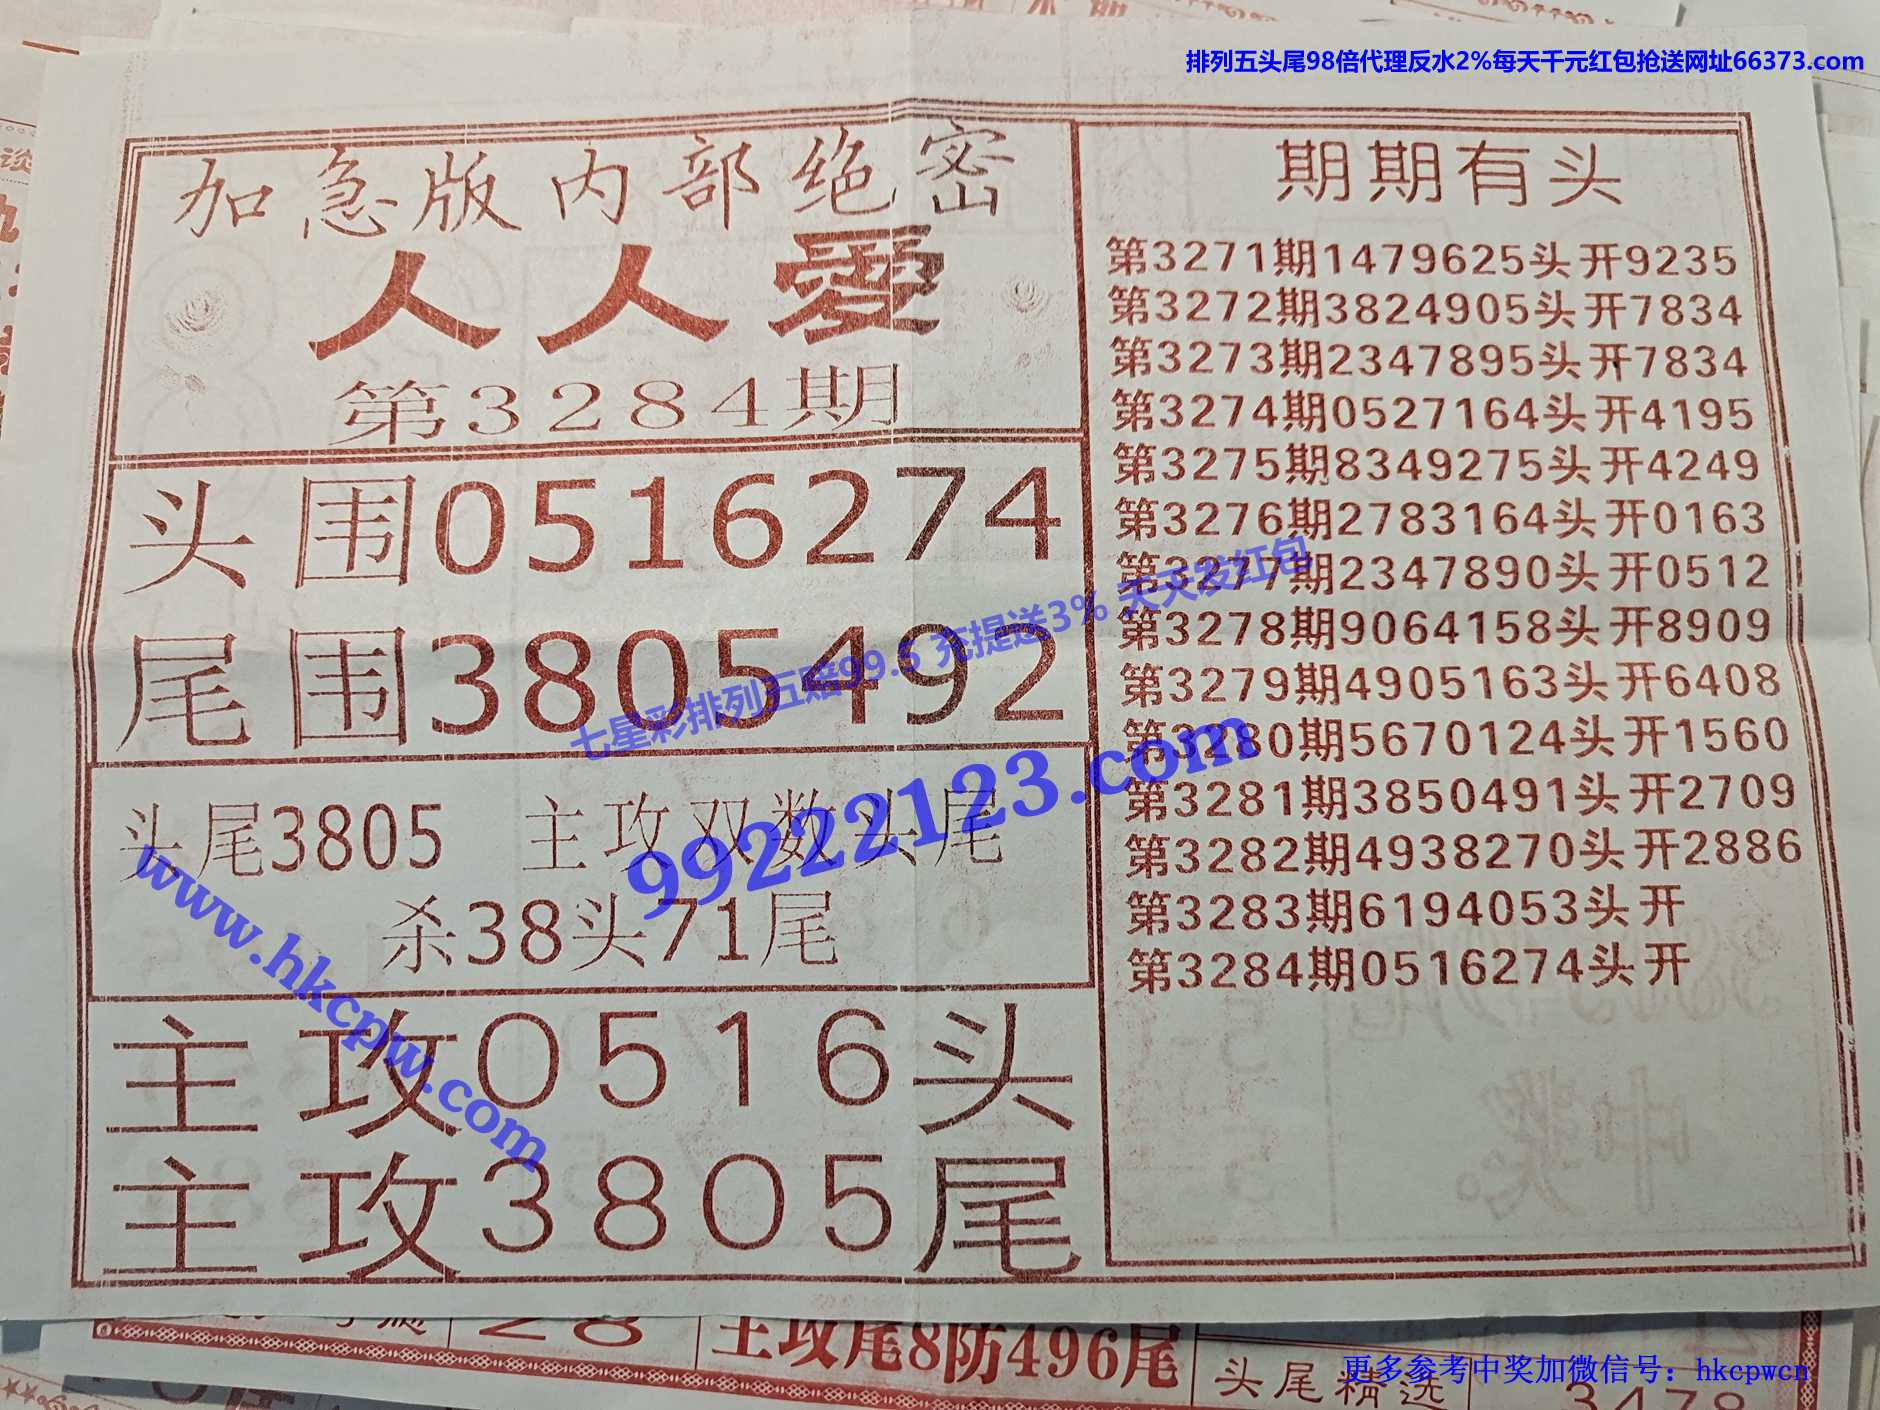 排列五头尾98倍代理反水2%每天千元红包抢送网址66373.com
加急版内部绝密
人人爱
第3284期
头围0516274
尾围3805492
头尾3805 主攻双数头尾
杀38头71尾
主攻0516头
主攻3805尾
期期有头
第3271期1479625头开9235
第3272期3824905头开7834
第3273期2347895头开7834
第3274期0527164头开4195
第3275期8349275头开4249
第3276期2783164头开0163
第3277期2347890头开0512
第3278期9064158头开8909
第3279期4905163头开6408
第3280期5670124头开1560
第3281期3850491头开2709
第3282期4938270头开2886
第3283期6194053头开
第3284期0516274头开
七星彩排列五赔99.5 充提送3% 天天发红包
99222123.com
www.hkcpw.com
28
主攻尾8防496尾
头尾精选
3478
更多参考中奖加微信号：hkcpwcn